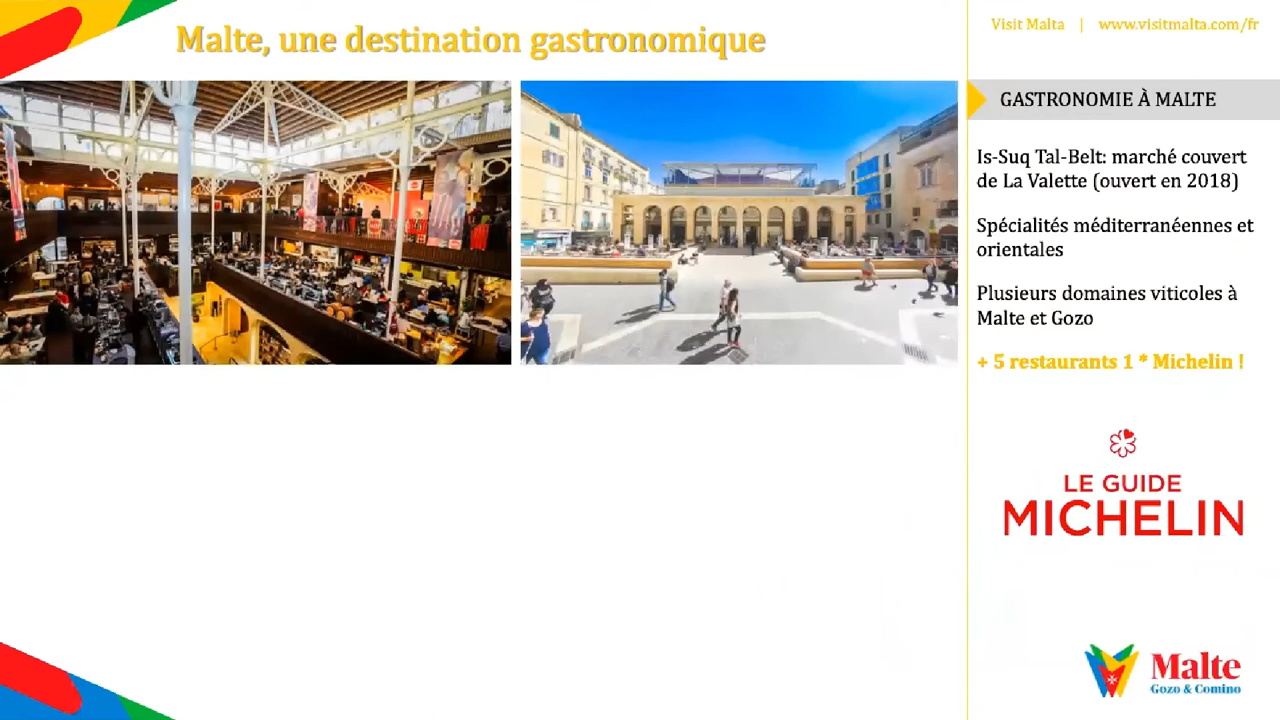 Malte, une destination gastronomique
Visit Malta | www.visitmalta.com/fr
GASTRONOMIE À MALTE
Is-Suq Tal-Belt: marché couvert
de La Valette (ouvert en 2018)
Spécialités méditerranéennes et
orientales
Plusieurs domaines viticoles à
Malte et Gozo
+ 5 restaurants 1 * Michelin !
LE GUIDE
MICHELIN
Malte
Gozo & Comino